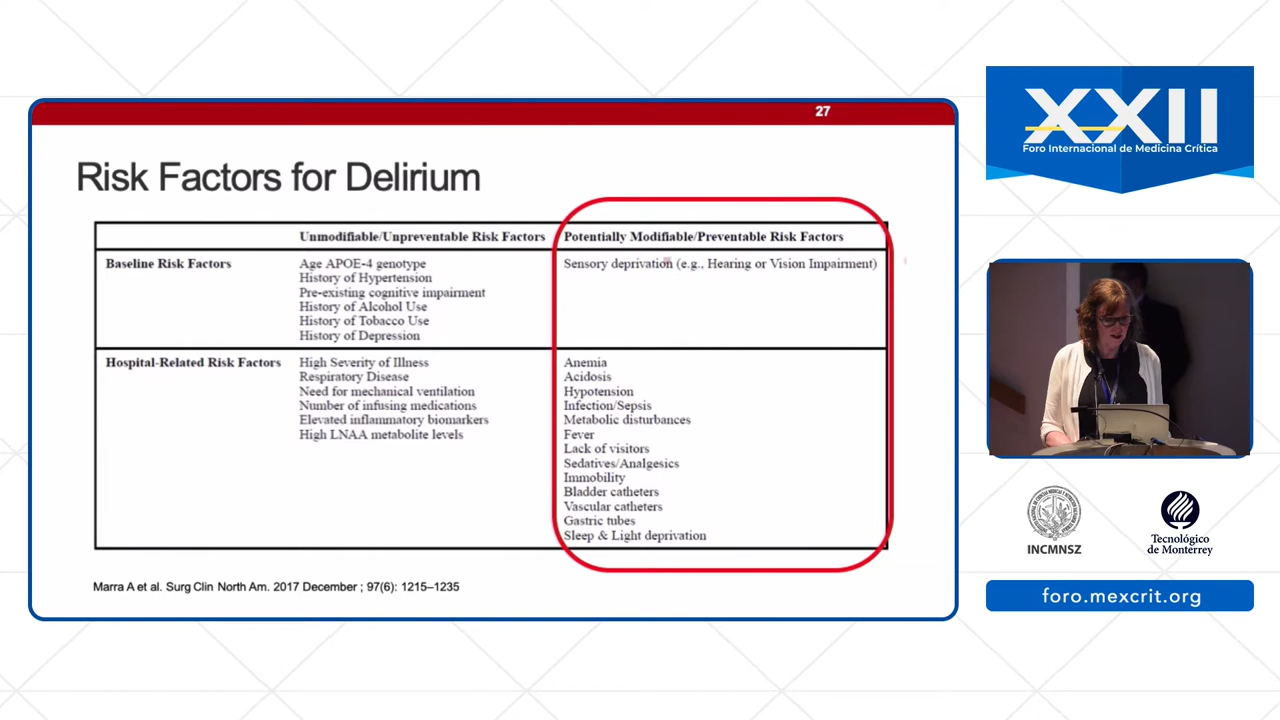 27
Risk Factors for Delirium
Unmodifiable/Unpreventable Risk Factors
Potentially Modifiable/Preventable Risk Factors
Baseline Risk Factors
Age APOE-4 genotype
History of Hypertension
Pre-existing cognitive impairment
History of Alcohol Use
History of Tobacco Use
History of Depression
Sensory deprivation (e.g., Hearing or Vision Impairment)
Hospital-Related Risk Factors
High Severity of Illness
Respiratory Disease
Need for mechanical ventilation
Number of infusing medications
Elevated inflammatory biomarkers
High LNAA metabolite levels
Anemia
Acidosis
Hypotension
Infection/Sepsis
Metabolic disturbances
Fever
Lack of visitors
Sedatives/Analgesics
Immobility
Bladder catheters
Vascular catheters
Gastric tubes
Sleep & Light deprivation
Marra A et al. Surg Clin North Am. 2017 December ; 97(6): 1215–1235
XXII
Foro Internacional de Medicina Crítica
INCMNSZ
Tecnológico
de Monterrey
foro.mexcrit.org